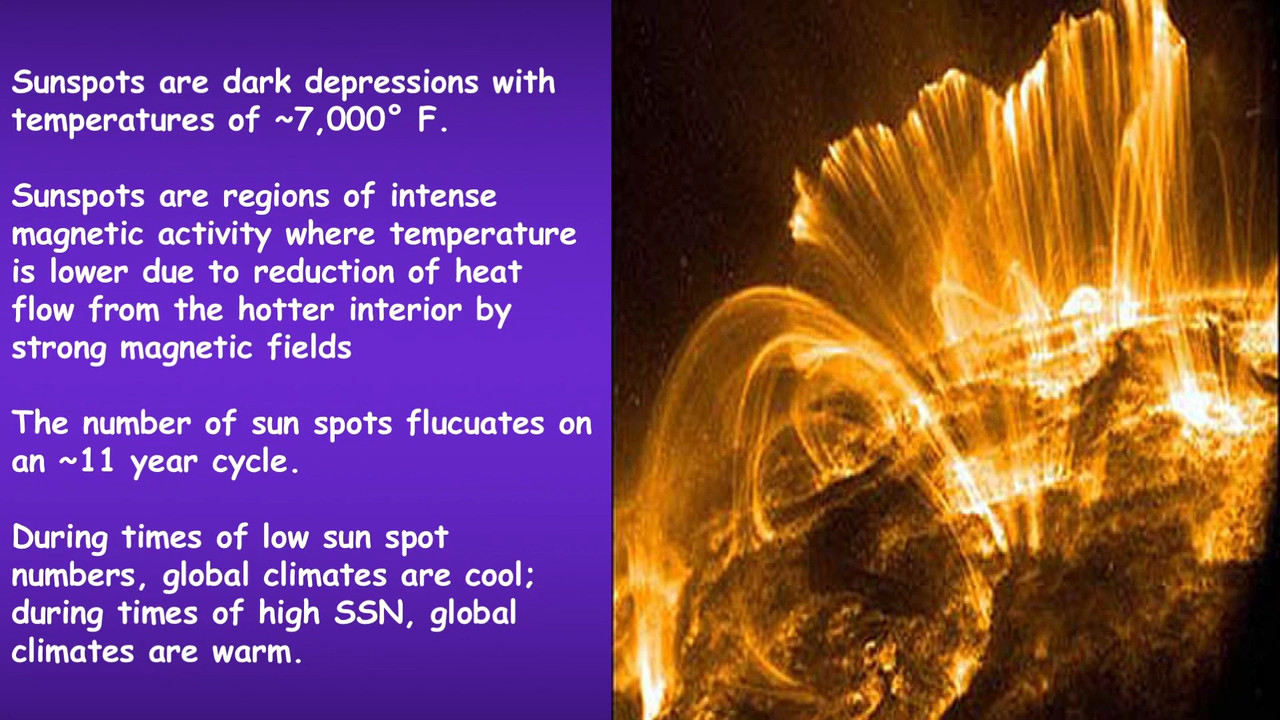 Sunspots are dark depressions with
temperatures of ~7,000° F.
Sunspots are regions of intense
magnetic activity where temperature
is lower due to reduction of heat
flow from the hotter interior by
strong magnetic fields
The number of sun spots flucuates on
an ~11 year cycle.
During times of low sun spot
numbers, global climates are cool;
during times of high SSN, global
climates are warm.